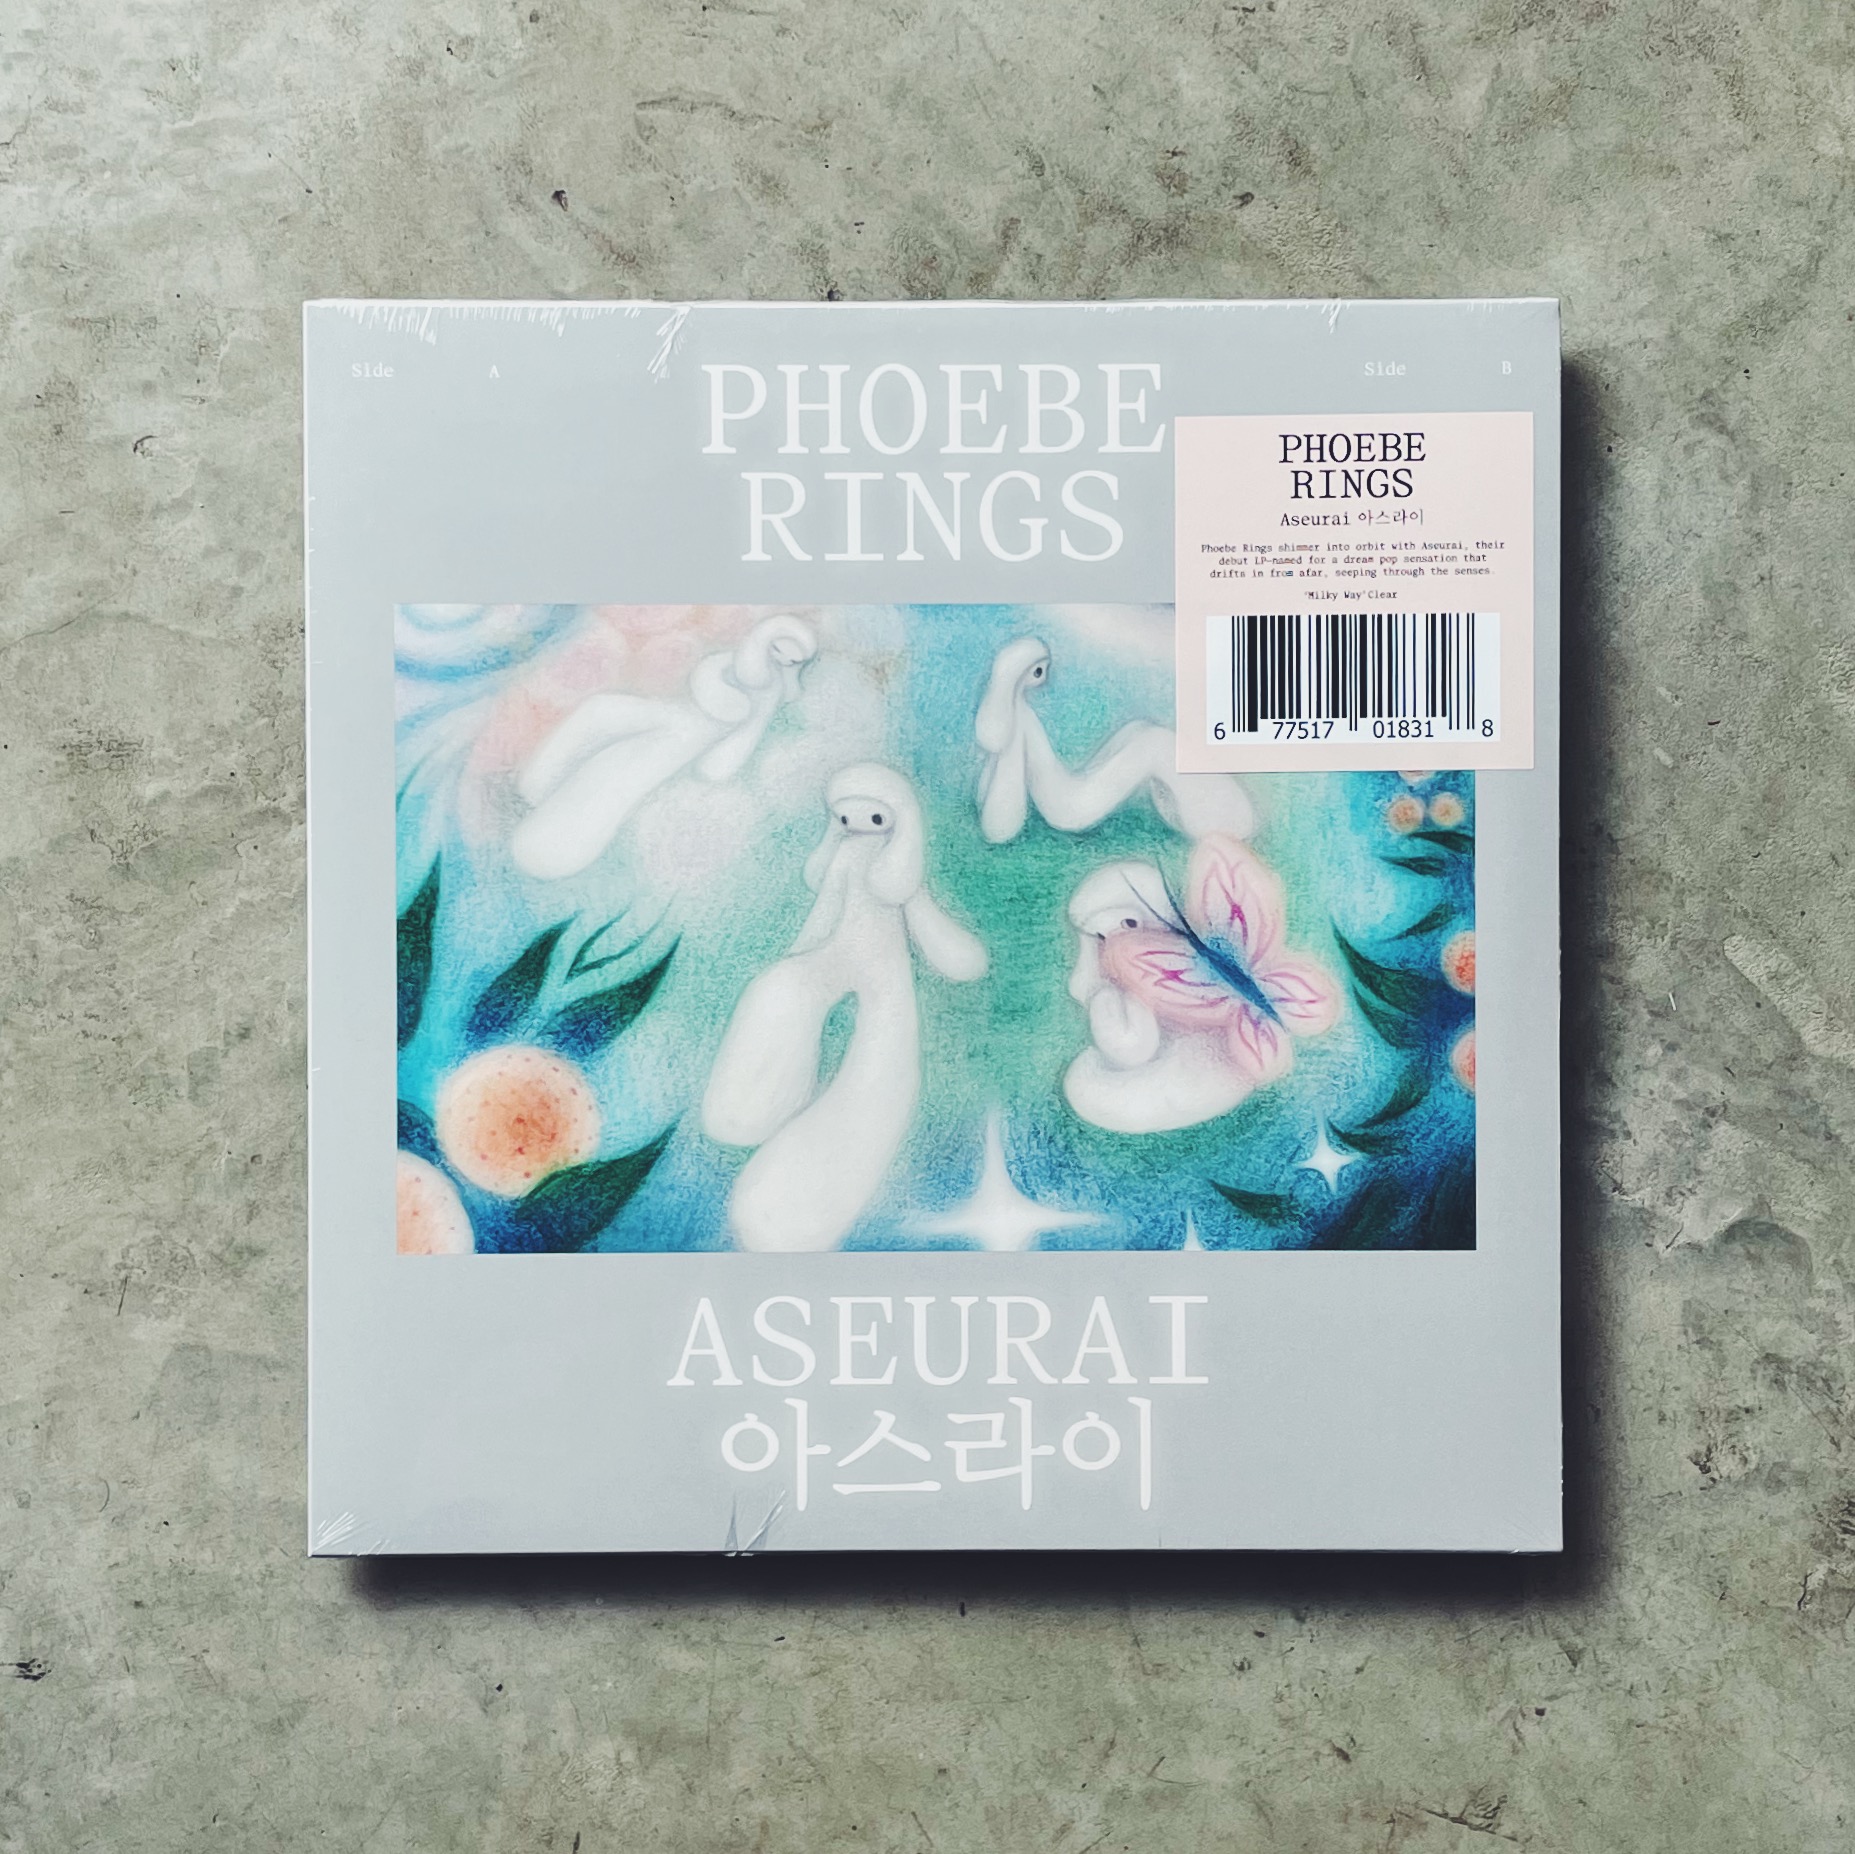 Side A
Side B
PHOEBE
RINGS
PHOEBE
RINGS
Aseurai 아스라이
Phoebe Rings shimmer into orbit with Aseurai, their
debut LP—named for a dream pop sensation that
drifts in from afar, seeping through the senses.
'Milky Way' Clear
6 77517 01831 8
ASEURAI
아스라이